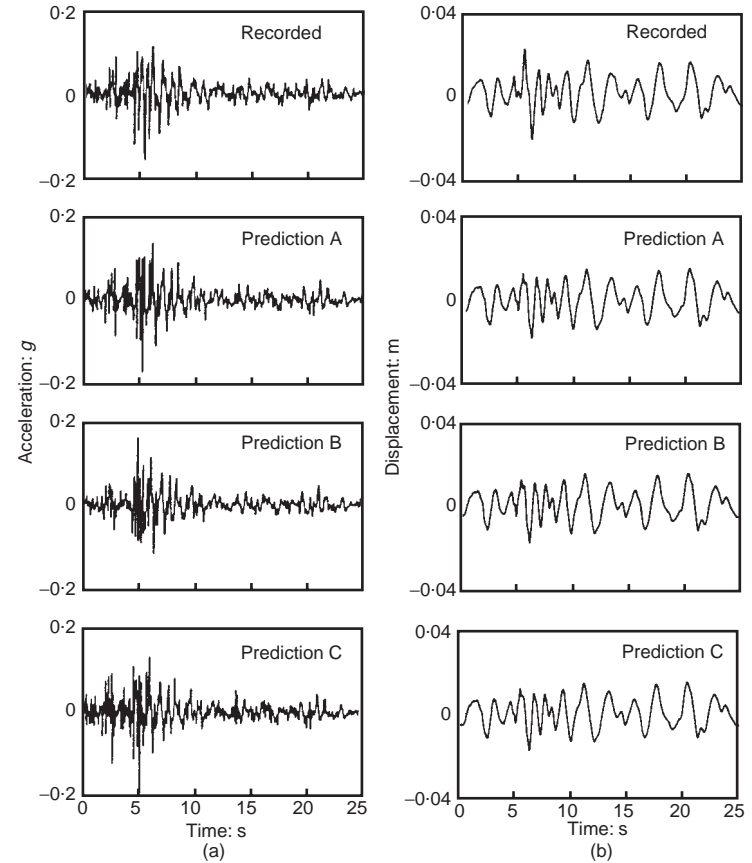 0·2
Recorded
0
−0·2
0·2
Prediction A
0
−0·2
0·2
Prediction B
0
−0·2
0·2
Prediction C
0
−0·2
0 5 10 15 20 25
Time: s
(a)
Acceleration: g
0·04
Recorded
0
−0·04
0·04
Prediction A
0
−0·04
0·04
Prediction B
0
−0·04
0·04
Prediction C
0
−0·04
0 5 10 15 20 25
Time: s
(b)
Displacement: m